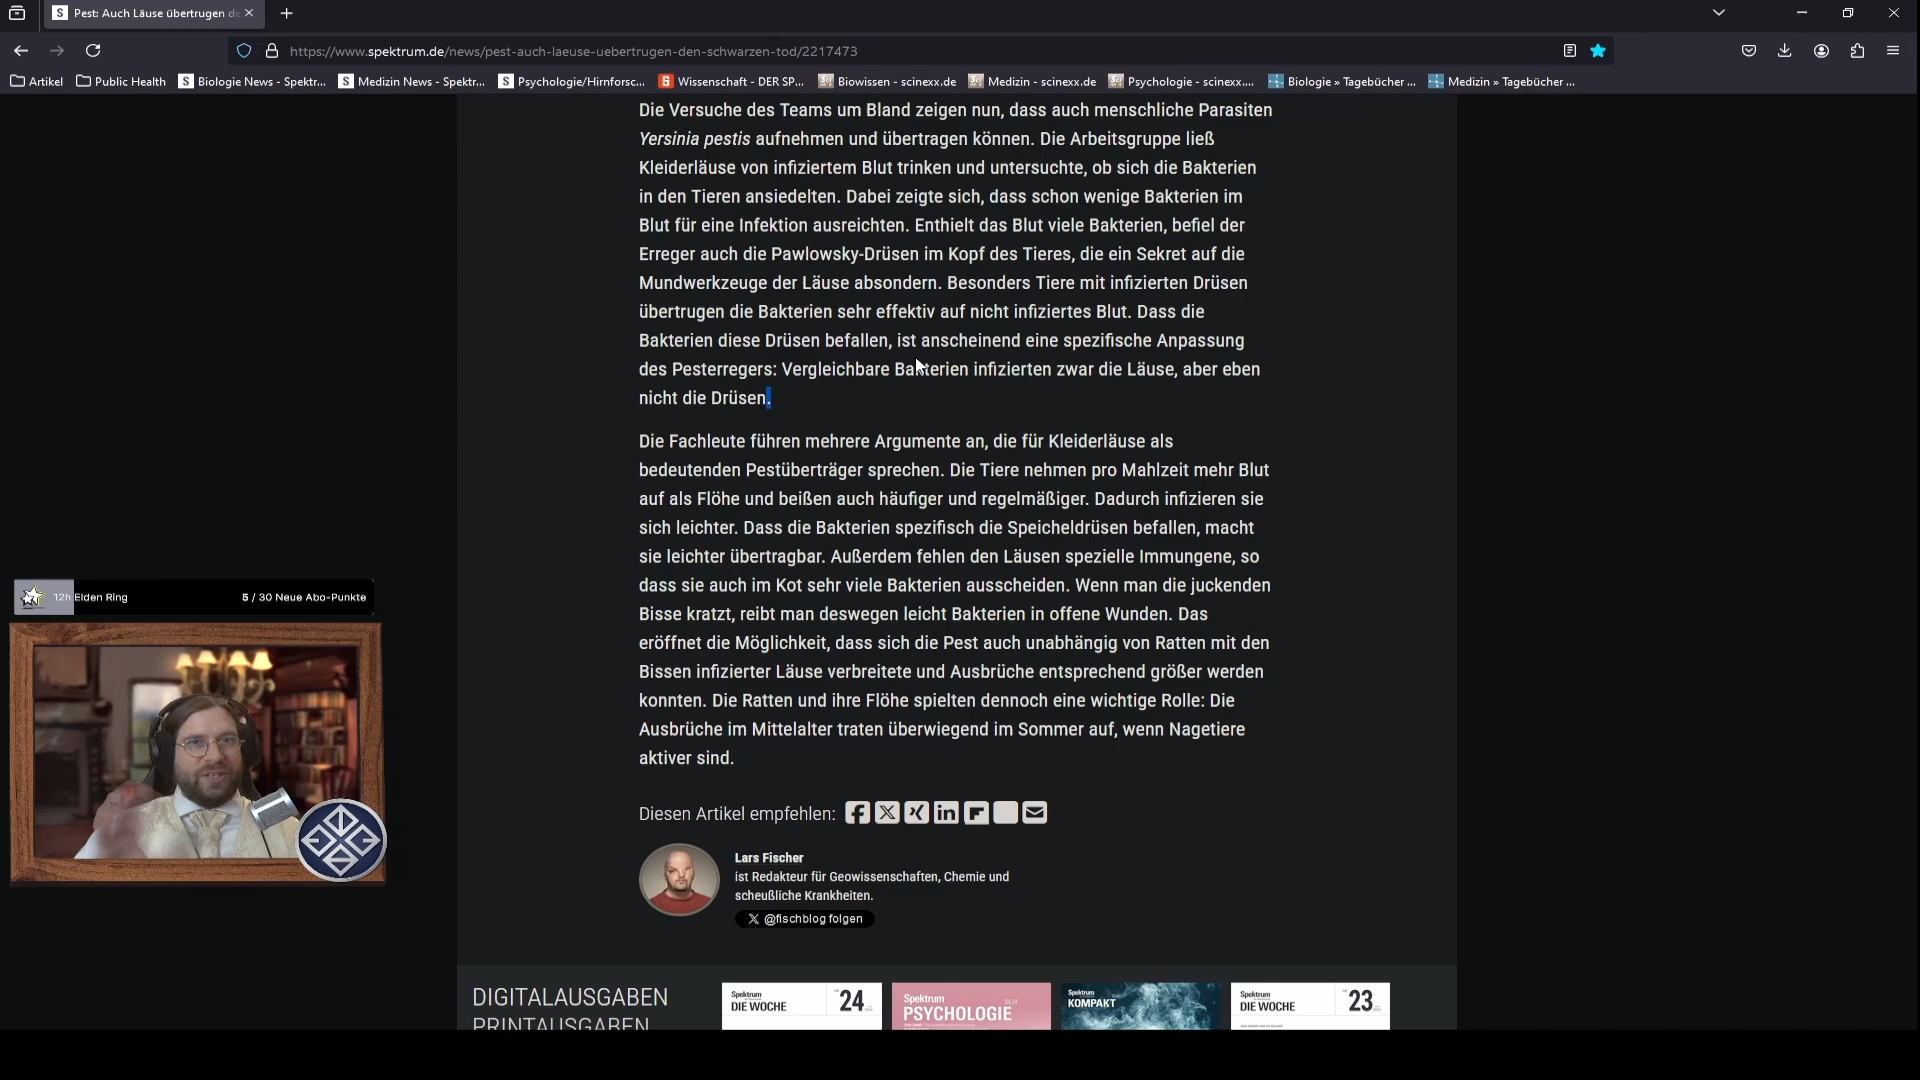 Pest: Auch Läuse übertrugen de
https://www.spektrum.de/news/pest-auch-laeuse-uebertrugen-den-schwarzen-tod/2217473
Artikel
Public Health
Biologie News - Spektr...
Medizin News - Spektr...
Psychologie/Hirnforsc...
Wissenschaft - DER SP...
Biowissen - scinexx.de
Medizin - scinexx.de
Psychologie - scinexx....
Biologie » Tagebücher ...
Medizin » Tagebücher ...
Die Versuche des Teams um Bland zeigen nun, dass auch menschliche Parasiten
Yersinia pestis aufnehmen und übertragen können. Die Arbeitsgruppe ließ
Kleiderläuse von infiziertem Blut trinken und untersuchte, ob sich die Bakterien
in den Tieren ansiedelten. Dabei zeigte sich, dass schon wenige Bakterien im
Blut für eine Infektion ausreichten. Enthielt das Blut viele Bakterien, befiel der
Erreger auch die Pawlowsky-Drüsen im Kopf des Tieres, die ein Sekret auf die
Mundwerkzeuge der Läuse absondern. Besonders Tiere mit infizierten Drüsen
übertrugen die Bakterien sehr effektiv auf nicht infiziertes Blut. Dass die
Bakterien diese Drüsen befallen, ist anscheinend eine spezifische Anpassung
des Pesterregers: Vergleichbare Bakterien infizierten zwar die Läuse, aber eben
nicht die Drüsen.
Die Fachleute führen mehrere Argumente an, die für Kleiderläuse als
bedeutenden Pestüberträger sprechen. Die Tiere nehmen pro Mahlzeit mehr Blut
auf als Flöhe und beißen auch häufiger und regelmäßiger. Dadurch infizieren sie
sich leichter. Dass die Bakterien spezifisch die Speicheldrüsen befallen, macht
sie leichter übertragbar. Außerdem fehlen den Läusen spezielle Immungene, so
dass sie auch im Kot sehr viele Bakterien ausscheiden. Wenn man die juckenden
Bisse kratzt, reibt man deswegen leicht Bakterien in offene Wunden. Das
eröffnet die Möglichkeit, dass sich die Pest auch unabhängig von Ratten mit den
Bissen infizierter Läuse verbreitete und Ausbrüche entsprechend größer werden
konnten. Die Ratten und ihre Flöhe spielten dennoch eine wichtige Rolle: Die
Ausbrüche im Mittelalter traten überwiegend im Sommer auf, wenn Nagetiere
aktiver sind.
12h Elden Ring 5 / 30 Neue Abo-Punkte
Diesen Artikel empfehlen:
Lars Fischer
ist Redakteur für Geowissenschaften, Chemie und
scheußliche Krankheiten.
@fischblog folgen
DIGITALAUSGABEN
PRINTAUSGABEN
Spektrum
DIE WOCHE
24
Spektrum
PSYCHOLOGIE
Spektrum
KOMPAKT
Spektrum
DIE WOCHE
23